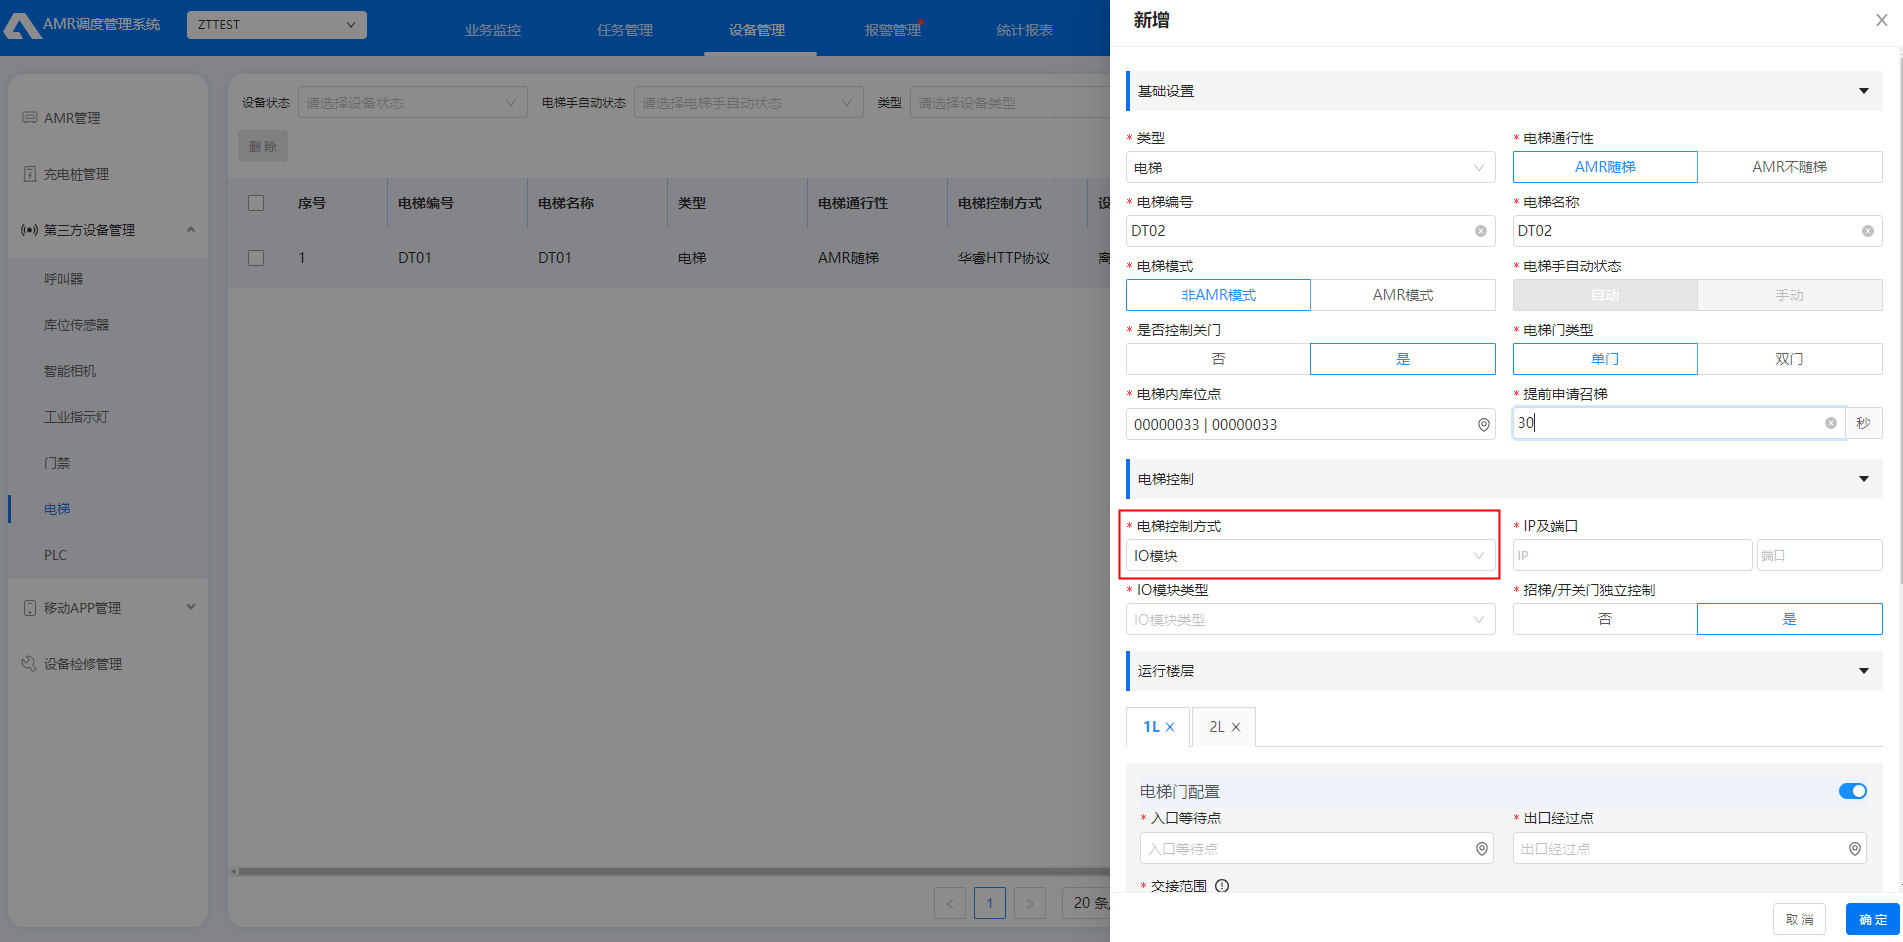 AMR调度管理系统
ZTTEST
业务监控
任务管理
设备管理
报警管理
统计报表
AMR管理
充电桩管理
第三方设备管理
呼叫器
库位传感器
智能相机
工业指示灯
门禁
电梯
PLC
移动APP管理
设备检修管理
设备状态 请选择设备状态 电梯手自动状态 请选择电梯手自动状态 类型 请选择设备类型
删 除
序号 电梯编号 电梯名称 类型 电梯通行性 电梯控制方式 设
1 DT01 DT01 电梯 AMR随梯 华睿HTTP协议 离
< 1 > 20 条/
新增 X
基础设置
* 类型 * 电梯通行性
电梯 AMR随梯 AMR不随梯
* 电梯编号 * 电梯名称
DT02 DT02
* 电梯模式 * 电梯手自动状态
非AMR模式 AMR模式 自动 手动
* 是否控制关门 * 电梯门类型
否 是 单门 双门
* 电梯内库位点 * 提前申请召梯
00000033 | 00000033 30 秒
电梯控制
* 电梯控制方式 * IP及端口
IO模块 IP 端口
* IO模块类型 * 招梯/开关门独立控制
IO模块类型 否 是
运行楼层
1L X 2L X
电梯门配置
* 入口等待点 * 出口经过点
入口等待点 出口经过点
* 交接范围
取 消 确 定